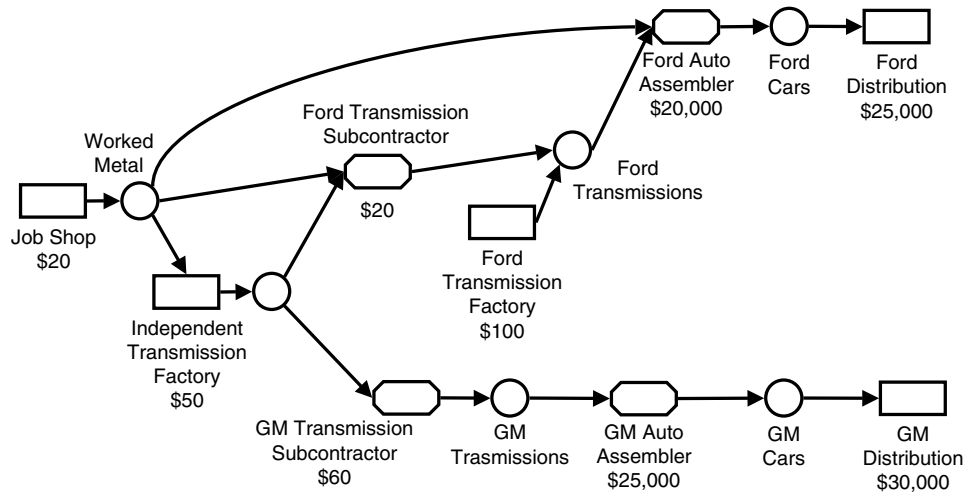 Ford Auto
Assembler
$20,000
Ford
Cars
Ford
Distribution
$25,000
Ford Transmission
Subcontractor
$20
Worked
Metal
Ford
Transmissions
Job Shop
$20
Ford
Transmission
Factory
$100
Independent
Transmission
Factory
$50
GM Transmission
Subcontractor
$60
GM
Trasmissions
GM Auto
Assembler
$25,000
GM
Cars
GM
Distribution
$30,000